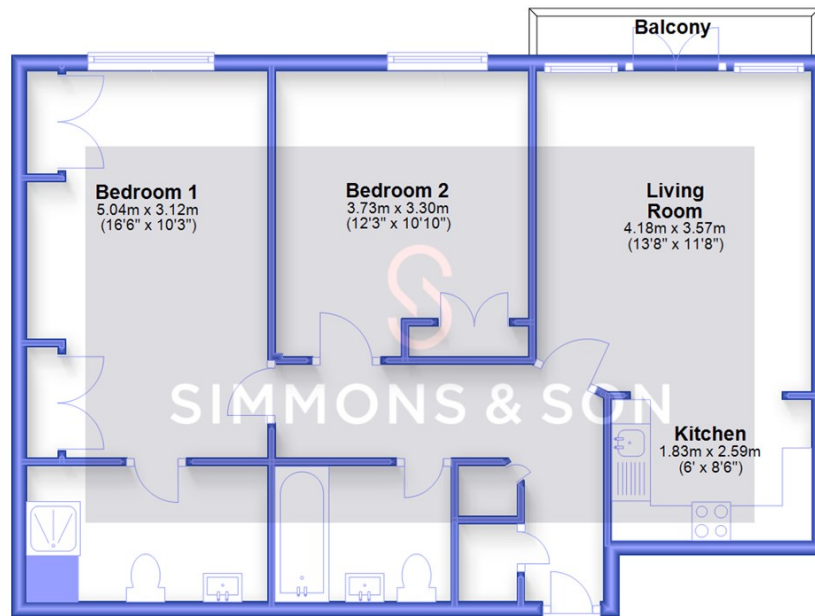 Balcony
Bedroom 1
5.04m x 3.12m
(16'6" x 10'3")
Bedroom 2
3.73m x 3.30m
(12'3" x 10'10")
Living
Room
4.18m x 3.57m
(13'8" x 11'8")
SIMMONS & SON
Kitchen
1.83m x 2.59m
(6' x 8'6")